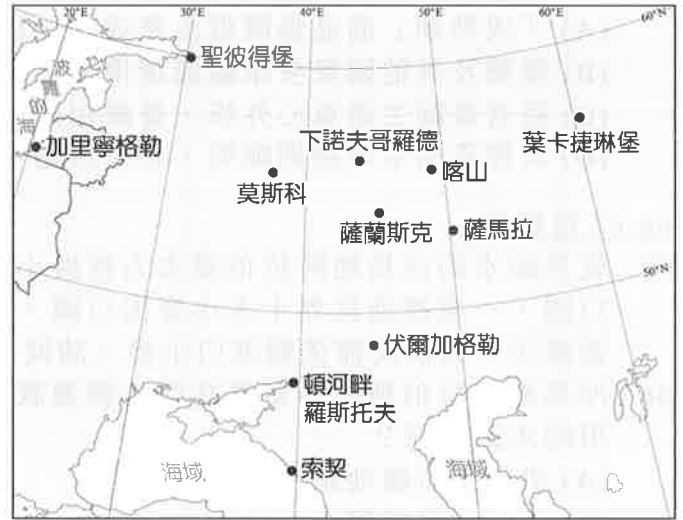 20°E
30°E
40°E
50°E
60°E
60°N
聖彼得堡
波羅的海
加里寧格勒
下諾夫哥羅德
葉卡捷琳堡
莫斯科
喀山
薩蘭斯克
薩馬拉
50°N
伏爾加格勒
頓河畔
羅斯托夫
海域
索契
海域